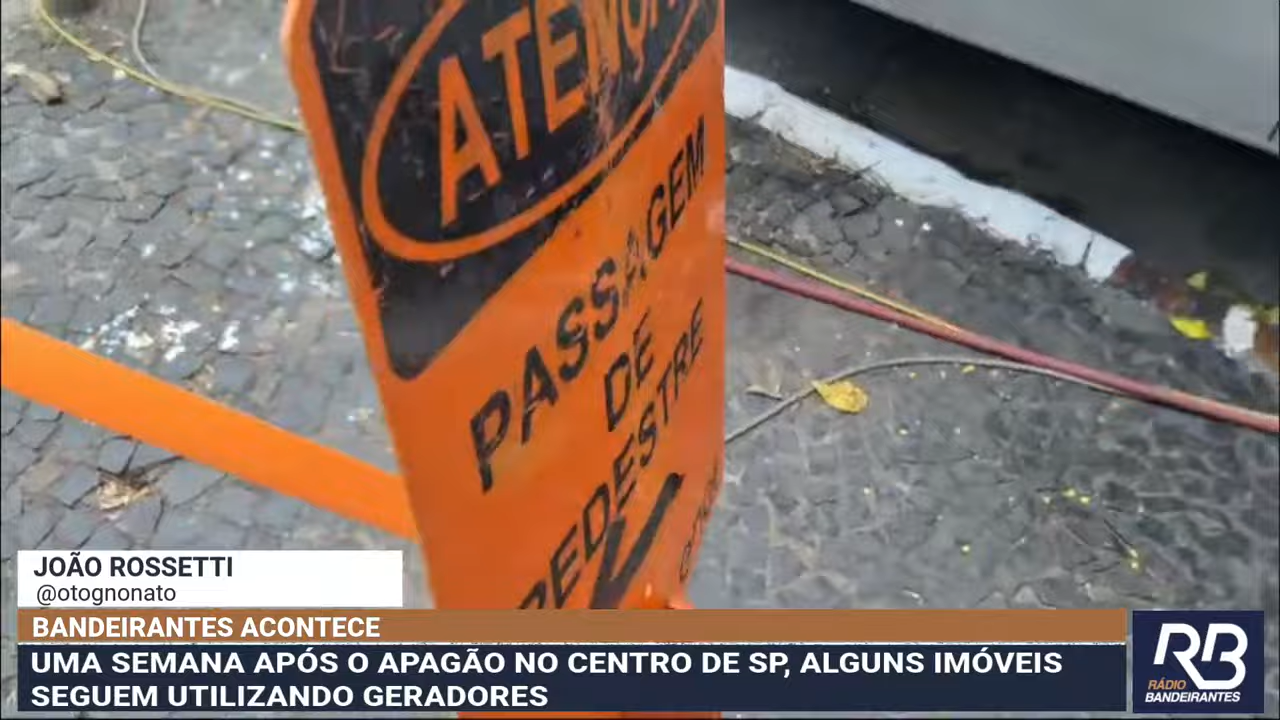 ATENÇÃ
PASSAGEM
DE
PEDESTRE
JOÃO ROSSETTI
@otognonato
BANDEIRANTES ACONTECE
UMA SEMANA APÓS O APAGÃO NO CENTRO DE SP, ALGUNS IMÓVEIS
SEGUEM UTILIZANDO GERADORES
RB
RÁDIO
BANDEIRANTES